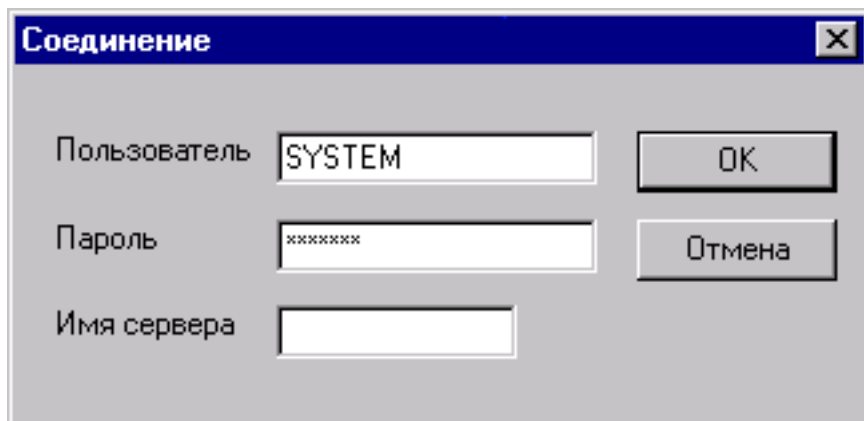 Соединение
Пользователь SYSTEM OK
Пароль ******* Отмена
Имя сервера